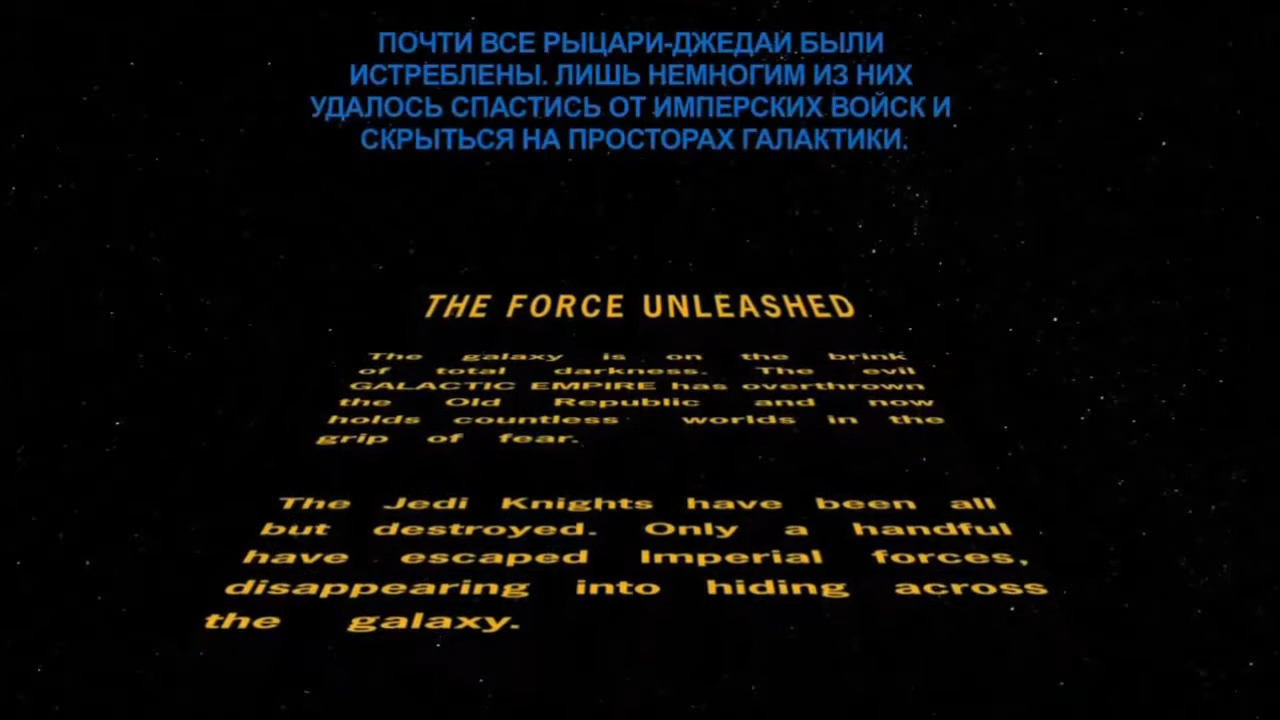 ПОЧТИ ВСЕ РЫЦАРИ-ДЖЕДАИ БЫЛИ
ИСТРЕБЛЕНЫ. ЛИШЬ НЕМНОГИМ ИЗ НИХ
УДАЛОСЬ СПАСТИСЬ ОТ ИМПЕРСКИХ ВОЙСК И
СКРЫТЬСЯ НА ПРОСТОРАХ ГАЛАКТИКИ.
THE FORCE UNLEASHED
The galaxy is on the brink
of total darkness. The evil
GALACTIC EMPIRE has overthrown
the Old Republic and now
holds countless worlds in the
grip of fear.
The Jedi Knights have been all
but destroyed. Only a handful
have escaped Imperial forces,
disappearing into hiding across
the galaxy.